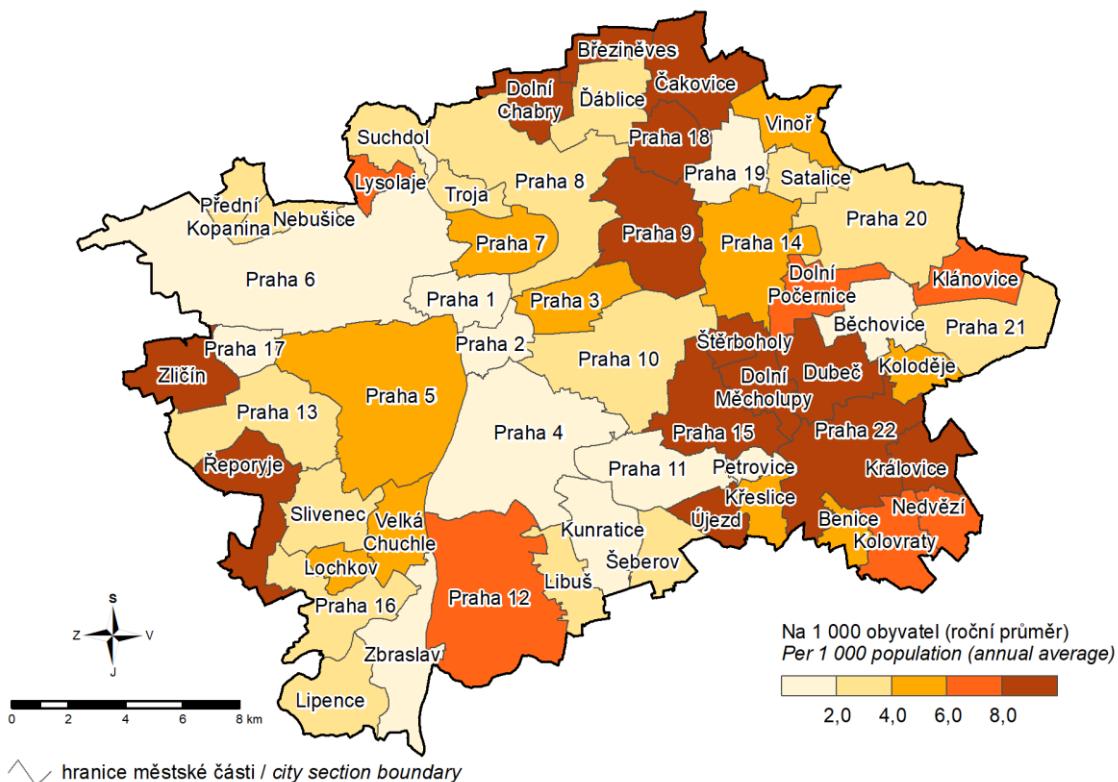 Březiněves
Čakovice
Dolní
Chabry
Ďáblice
Vinoř
Suchdol
Praha 18
Lysolaje
Troja
Praha 8
Praha 19
Satalice
Přední
Kopanina
Nebušice
Praha 7
Praha 9
Praha 14
Praha 20
Praha 6
Dolní
Počernice
Klánovice
Praha 1
Praha 3
Běchovice
Praha 21
Praha 17
Praha 2
Štěrboholy
Praha 10
Koloděje
Zličín
Dolní
Měcholupy
Dubeč
Praha 5
Praha 13
Praha 4
Praha 15
Praha 22
Řeporyje
Praha 11
Petrovice
Královice
Křeslice
Nedvězí
Slivenec
Velká
Chuchle
Kunratice
Újezd
Benice
Kolovraty
Lochkov
Šeberov
Libuš
Praha 16
Praha 12
Zbraslav
Lipence
S
Z
V
J
0 2 4 6 8 km
Na 1 000 obyvatel (roční průměr)
Per 1 000 population (annual average)
2,0 4,0 6,0 8,0
hranice městské části / city section boundary